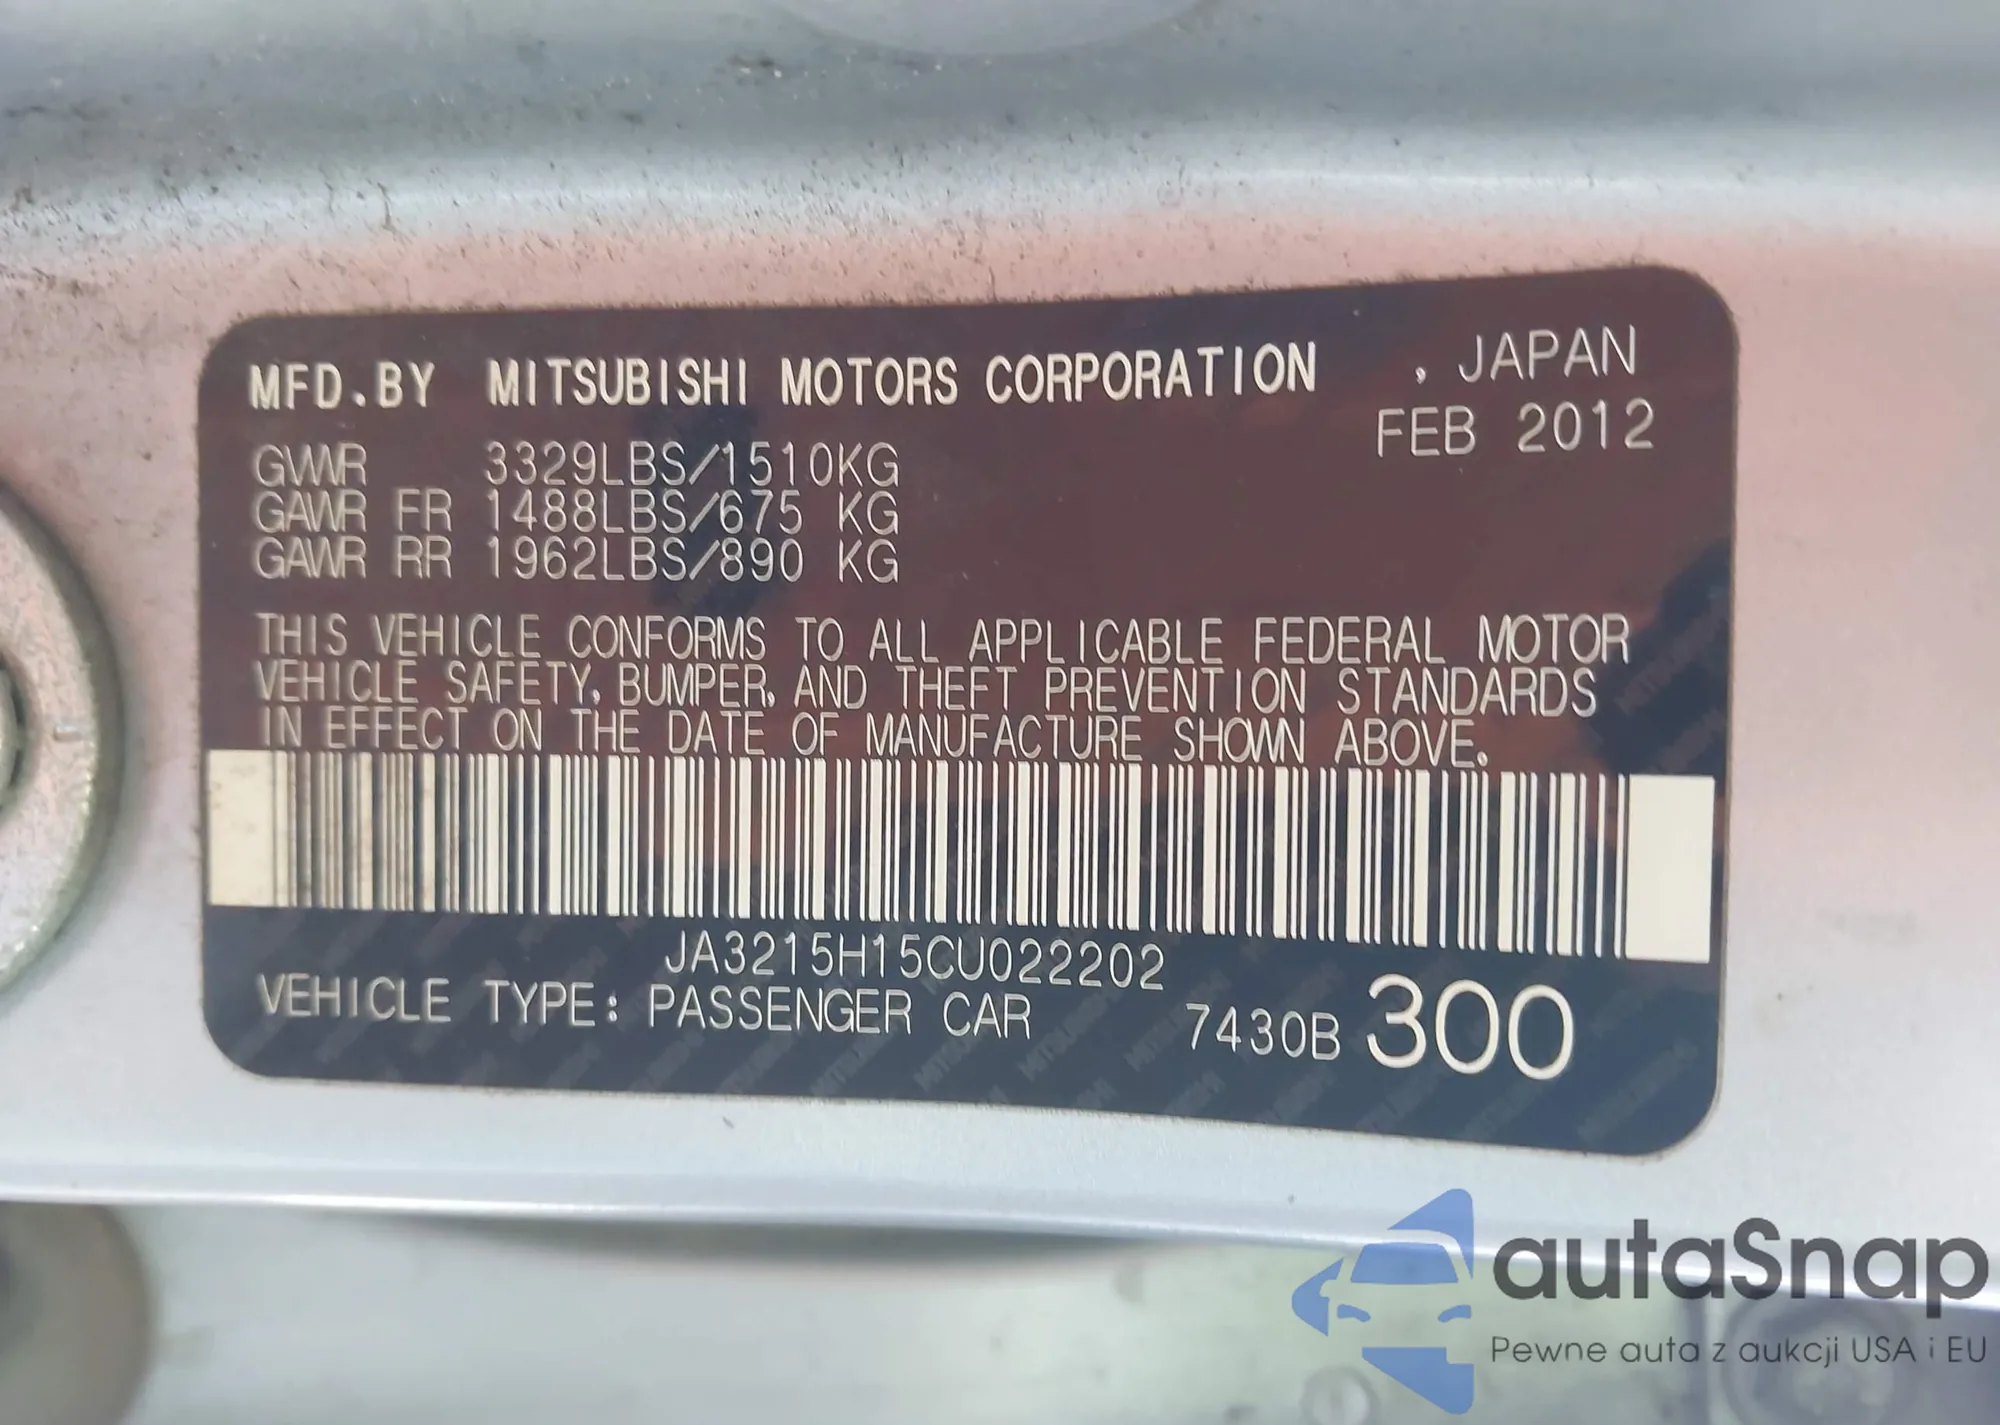 MFD.BY MITSUBISHI MOTORS CORPORATION , JAPAN
FEB 2012
GVWR 3329LBS/1510KG
GAWR FR 1488LBS/675 KG
GAWR RR 1962LBS/890 KG
THIS VEHICLE CONFORMS TO ALL APPLICABLE FEDERAL MOTOR
VEHICLE SAFETY, BUMPER, AND THEFT PREVENTION STANDARDS
IN EFFECT ON THE DATE OF MANUFACTURE SHOWN ABOVE.
JA3215H15CU022202
VEHICLE TYPE: PASSENGER CAR 7430B 300
autaSnap
Pewne auta z aukcji USA i EU